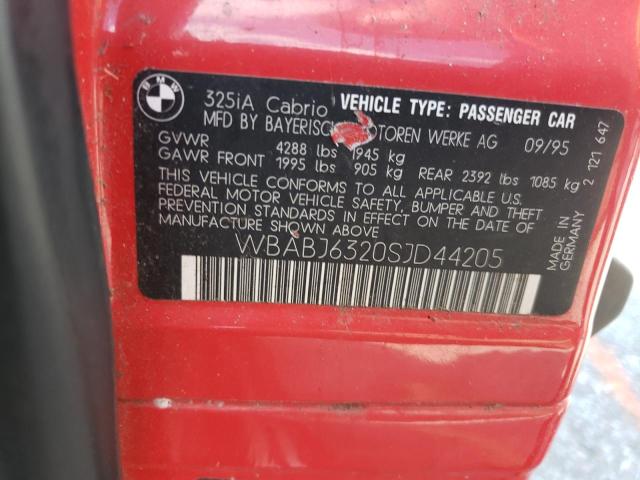 BMW
325iA Cabrio VEHICLE TYPE: PASSENGER CAR
MFD BY BAYERISCHE MOTOREN WERKE AG 09/95
GVWR 4288 lbs 1945 kg
GAWR FRONT 1995 lbs 905 kg REAR 2392 lbs 1085 kg
THIS VEHICLE CONFORMS TO ALL APPLICABLE U.S.
FEDERAL MOTOR VEHICLE SAFETY, BUMPER AND THEFT
PREVENTION STANDARDS IN EFFECT ON THE DATE OF
MANUFACTURE SHOWN ABOVE
WBABJ6320SJD44205
MADE IN
GERMANY
2 121 647